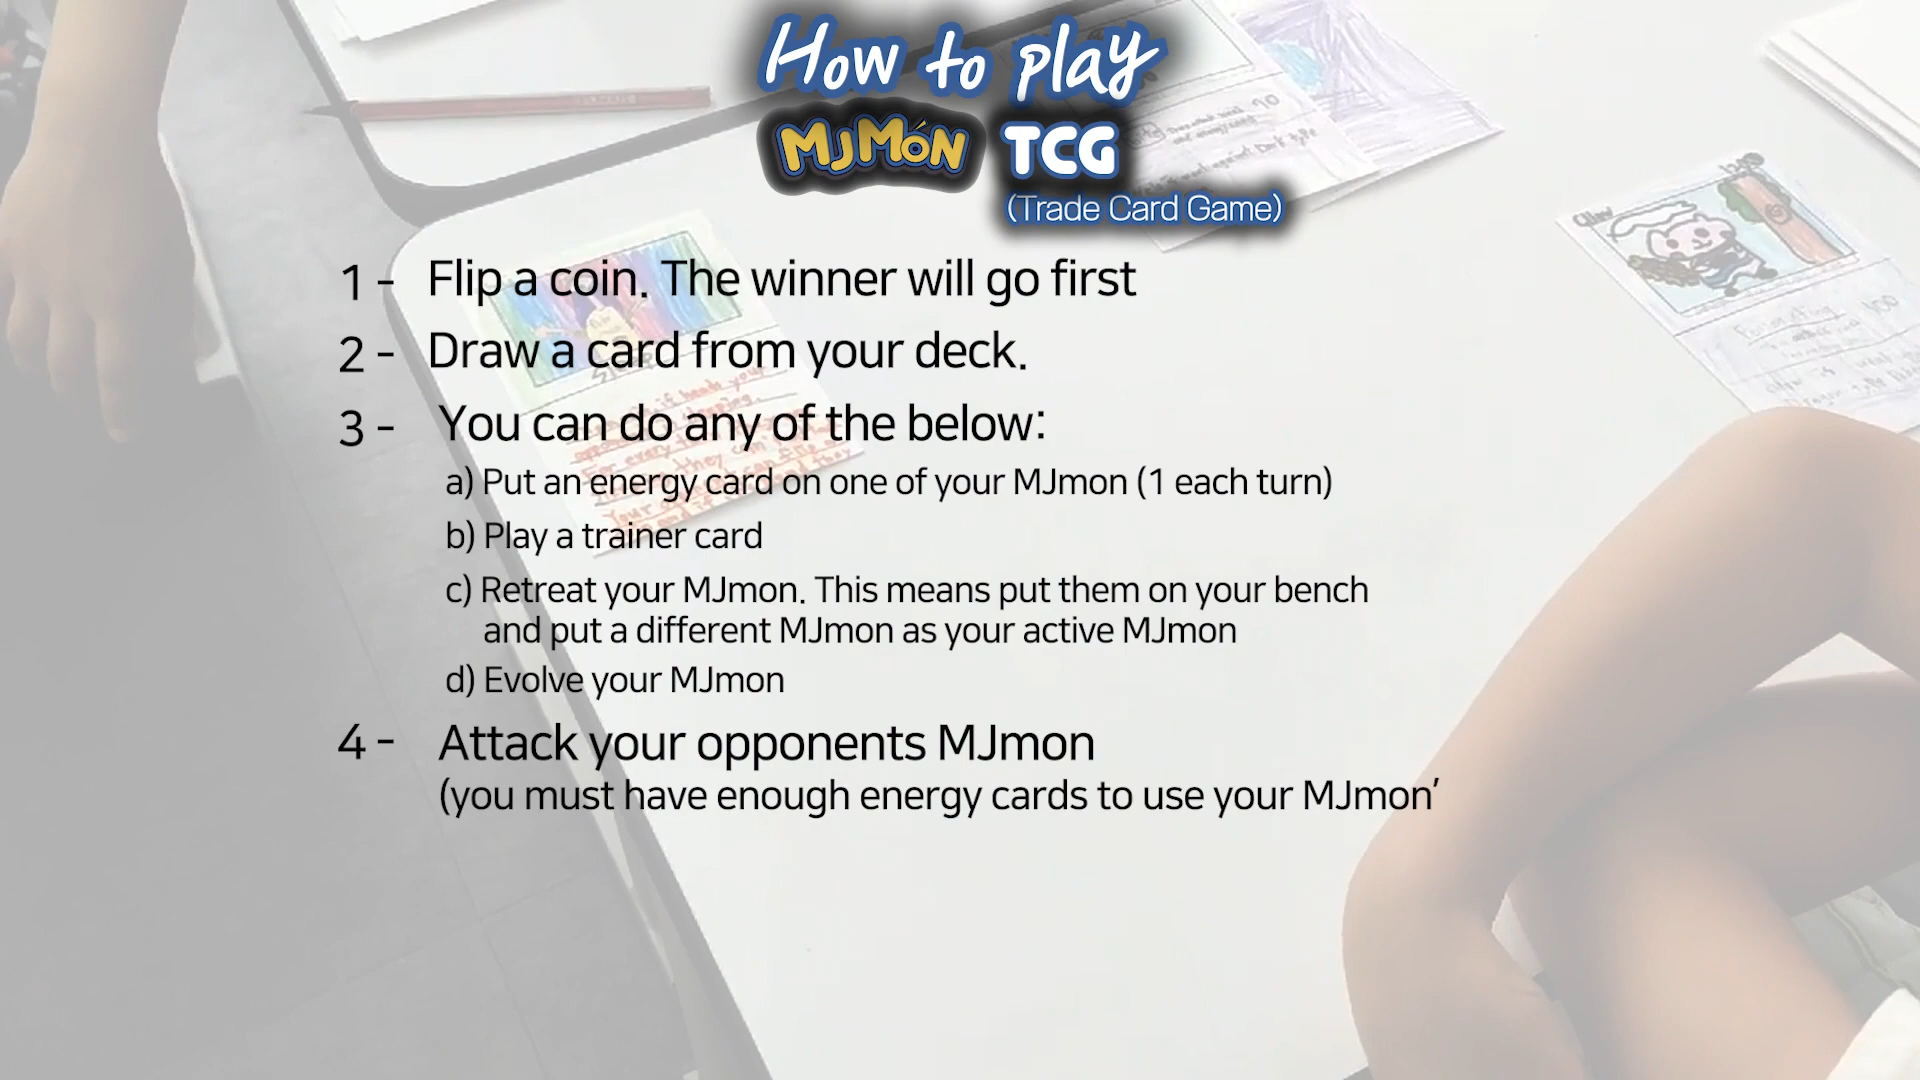 How to play
MJMÓN TCG
(Trade Card Game)
1 - Flip a coin. The winner will go first
2 - Draw a card from your deck.
3 - You can do any of the below:
a) Put an energy card on one of your MJmon (1 each turn)
b) Play a trainer card
c) Retreat your MJmon. This means put them on your bench
and put a different MJmon as your active MJmon
d) Evolve your MJmon
4 - Attack your opponents MJmon
(you must have enough energy cards to use your MJmon’